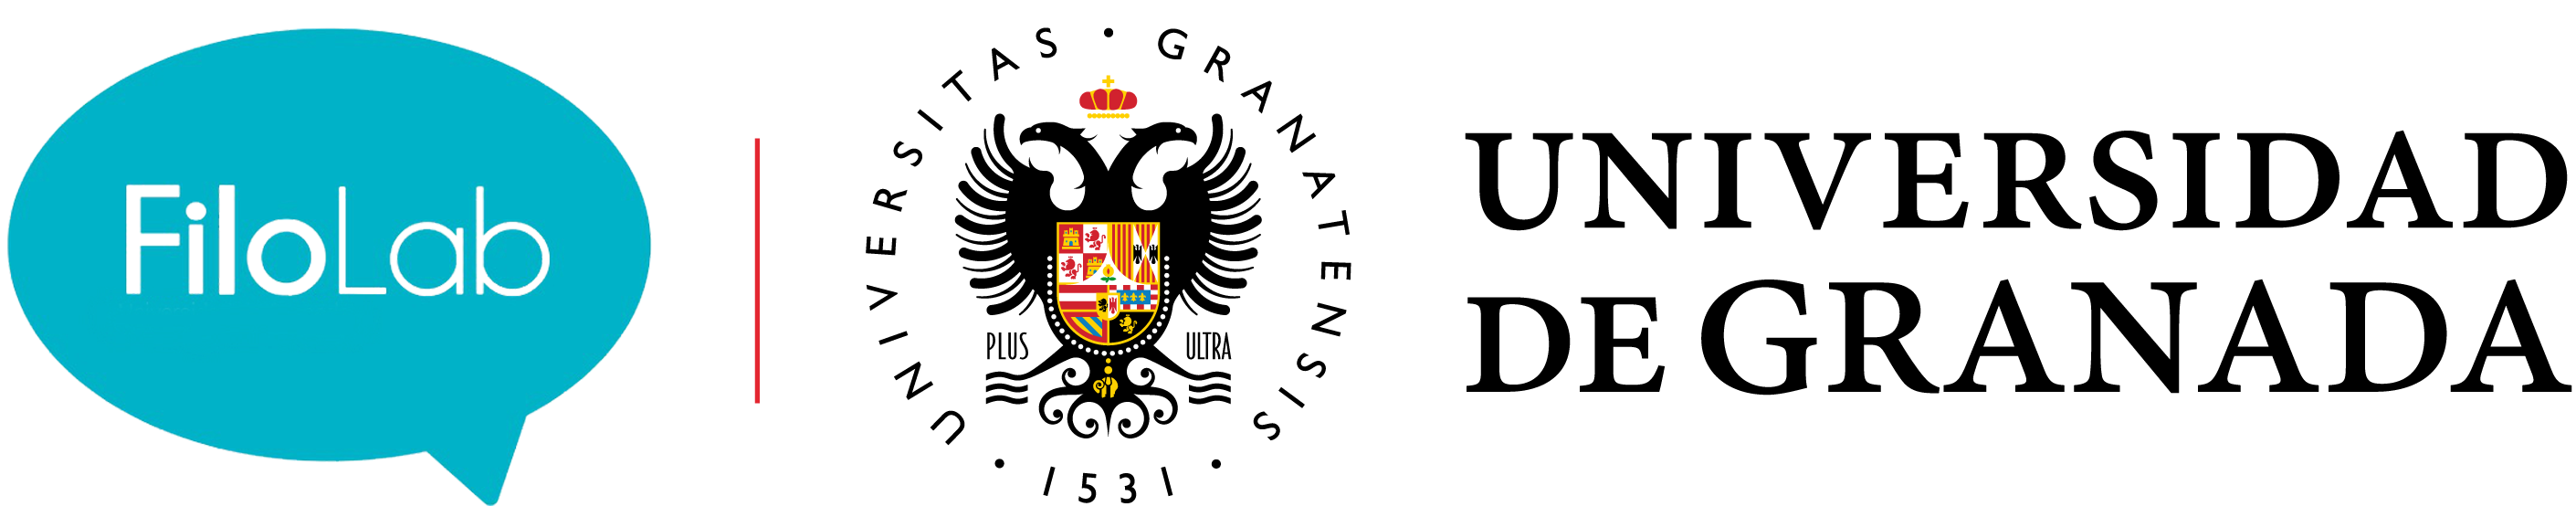 FiloLab
UNIVERSITAS · GRANATENSIS
· 1531 ·
PLUS ULTRA
UNIVERSIDAD
DE GRANADA